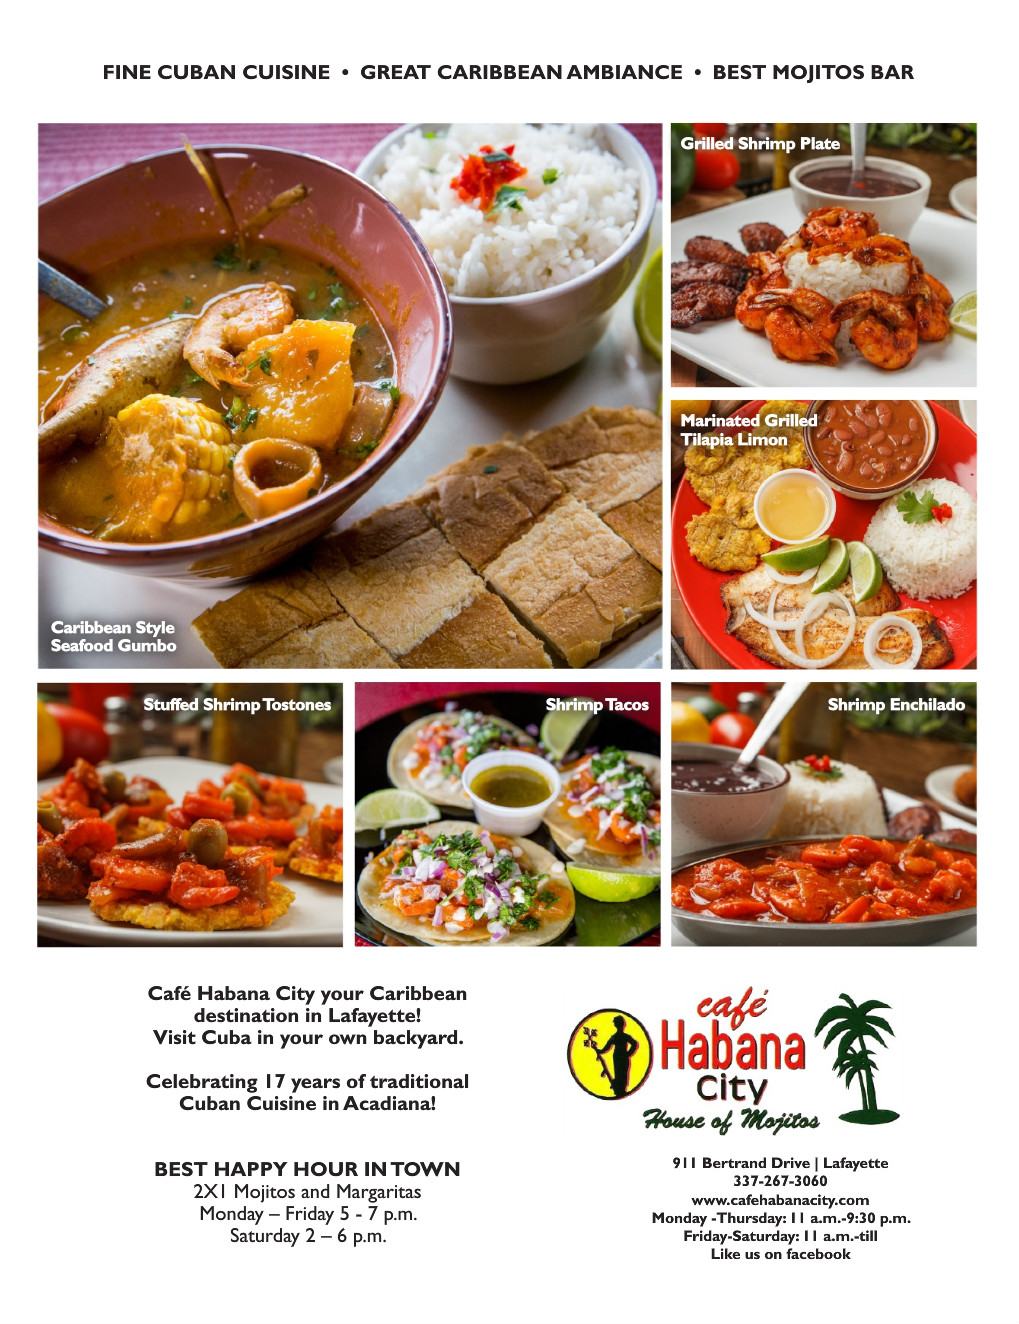 FINE CUBAN CUISINE • GREAT CARIBBEAN AMBIANCE • BEST MOJITOS BAR
Grilled Shrimp Plate
Marinated Grilled
Tilapia Limon
Caribbean Style
Seafood Gumbo
Stuffed Shrimp Tostones
Shrimp Tacos
Shrimp Enchilado
Café Habana City your Caribbean
destination in Lafayette!
Visit Cuba in your own backyard.
Celebrating 17 years of traditional
Cuban Cuisine in Acadiana!
BEST HAPPY HOUR IN TOWN
2X1 Mojitos and Margaritas
Monday – Friday 5 - 7 p.m.
Saturday 2 – 6 p.m.
café
Habana
City
House of Mojitos
911 Bertrand Drive | Lafayette
337-267-3060
www.cafehabanacity.com
Monday -Thursday: 11 a.m.-9:30 p.m.
Friday-Saturday: 11 a.m.-till
Like us on facebook